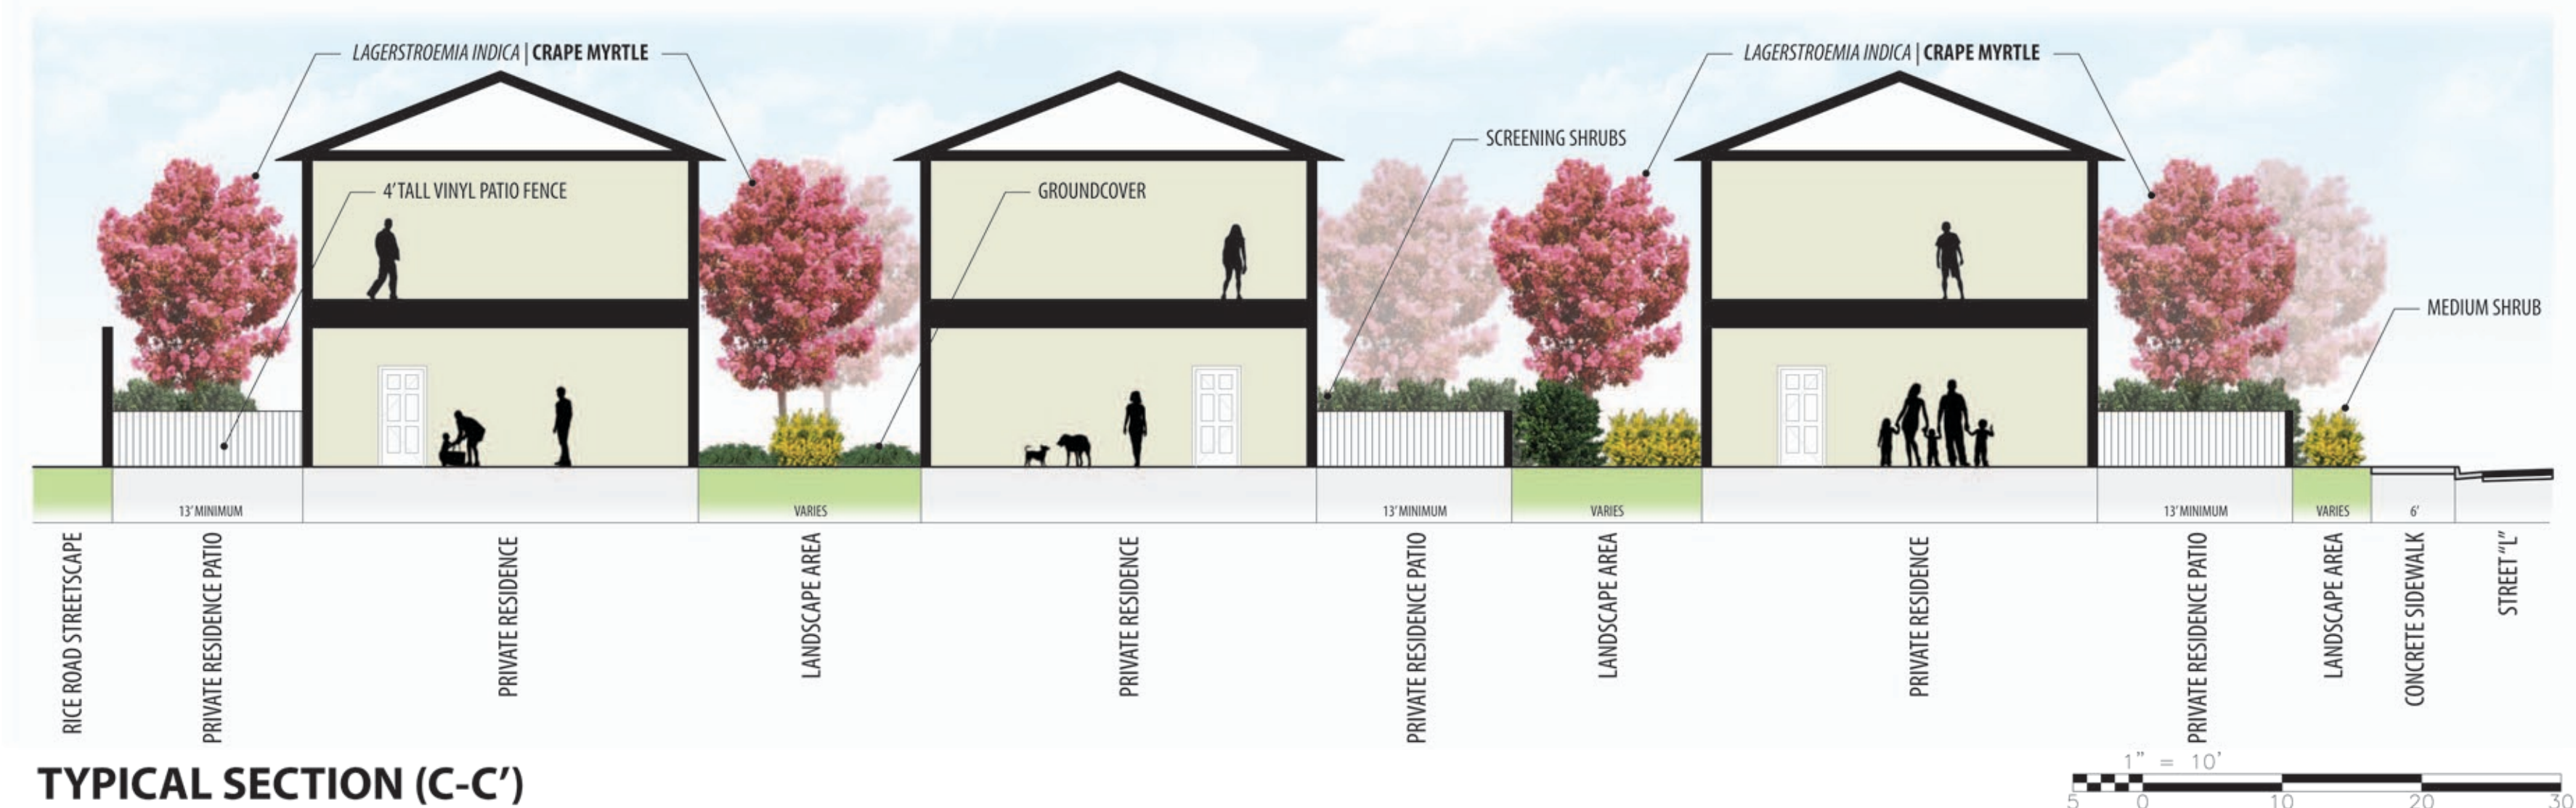 LAGERSTROEMIA INDICA | CRAPE MYRTLE
LAGERSTROEMIA INDICA | CRAPE MYRTLE
SCREENING SHRUBS
4' TALL VINYL PATIO FENCE
GROUNDCOVER
MEDIUM SHRUB
13' MINIMUM
VARIES
13' MINIMUM
VARIES
13' MINIMUM
VARIES
6'
RICE ROAD STREETSCAPE
PRIVATE RESIDENCE PATIO
PRIVATE RESIDENCE
LANDSCAPE AREA
PRIVATE RESIDENCE
PRIVATE RESIDENCE PATIO
LANDSCAPE AREA
PRIVATE RESIDENCE
PRIVATE RESIDENCE PATIO
LANDSCAPE AREA
CONCRETE SIDEWALK
STREET "L"
TYPICAL SECTION (C-C')
1" = 10'
5 0 10 20 30